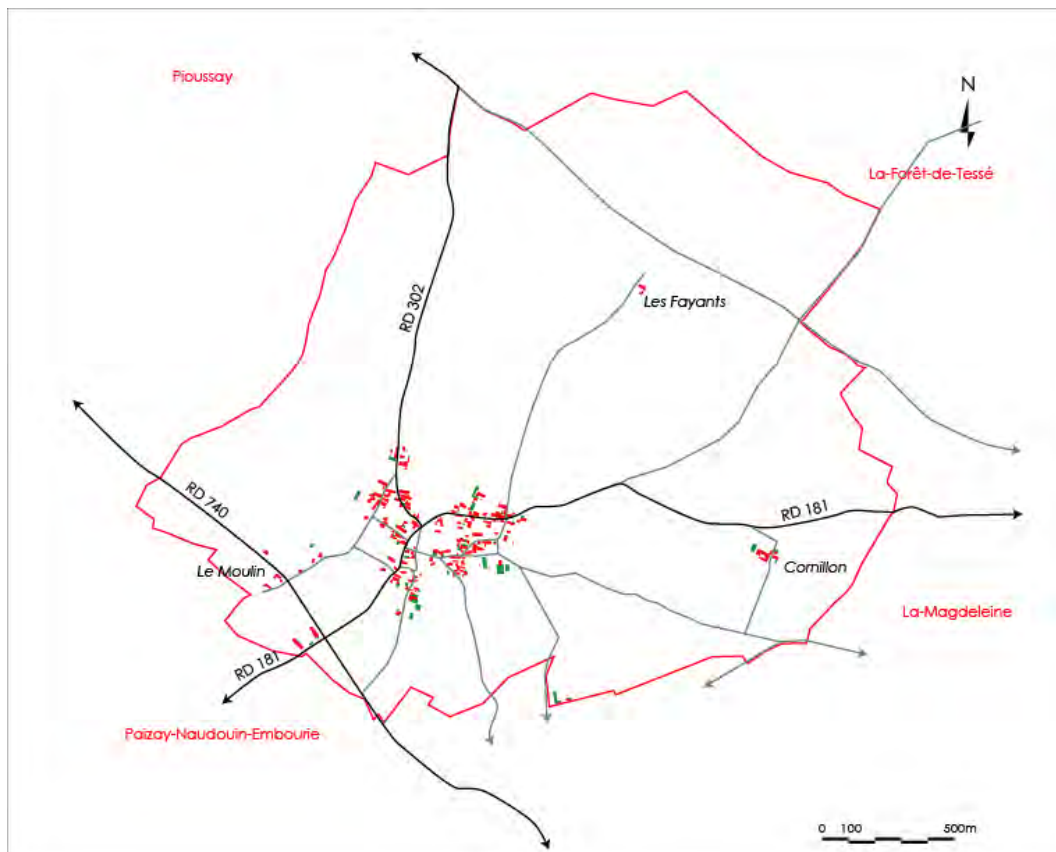 Pioussay
N
La-Forêt-de-Tessé
RD 302
Les Fayants
RD 740
RD 181
Le Moulin
Cornillon
La-Magdeleine
RD 181
Paizay-Naudouin-Embourie
0 100 500m